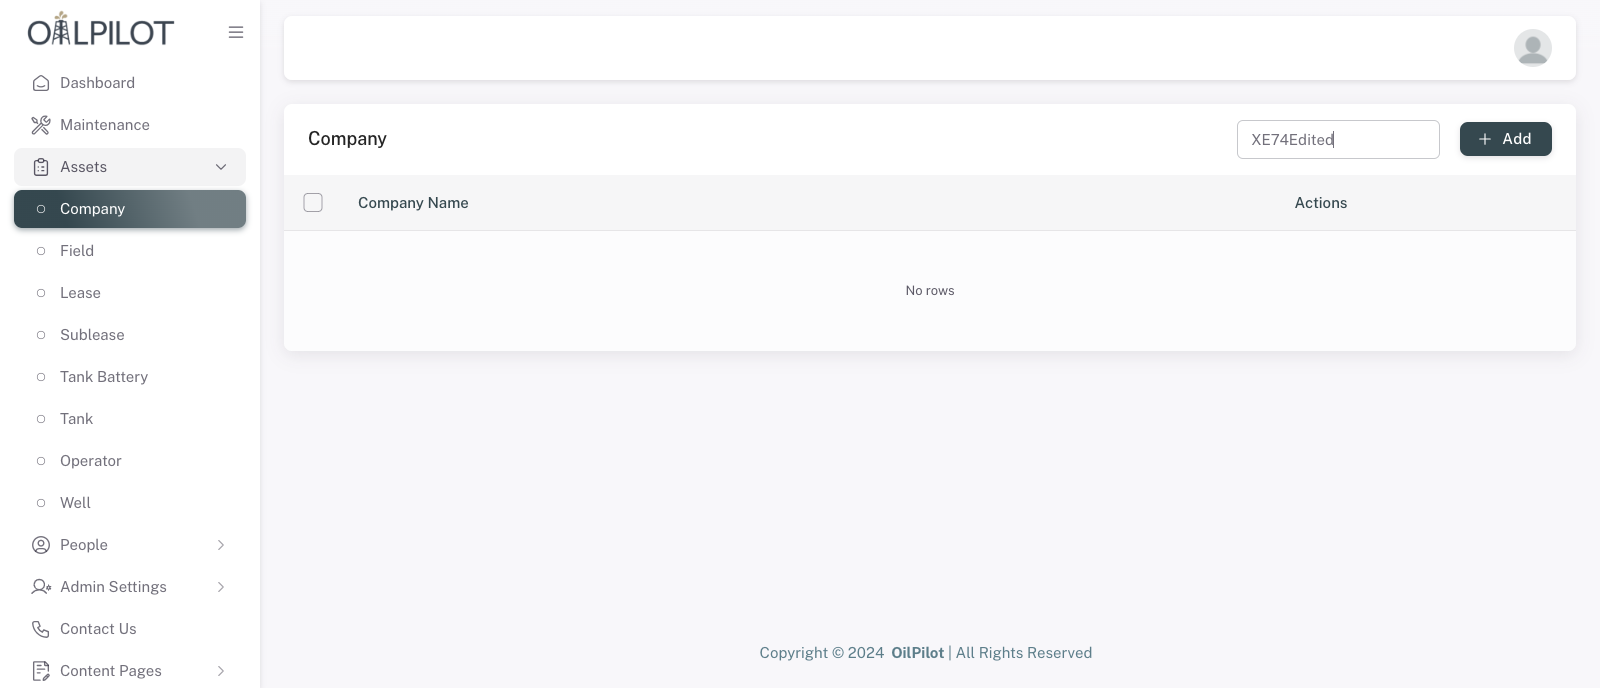 OILPILOT
Dashboard
Maintenance
Assets
Company
Field
Lease
Sublease
Tank Battery
Tank
Operator
Well
People
Admin Settings
Contact Us
Content Pages
Company
XE74Edited
Add
Company Name
Actions
No rows
Copyright © 2024 OilPilot | All Rights Reserved